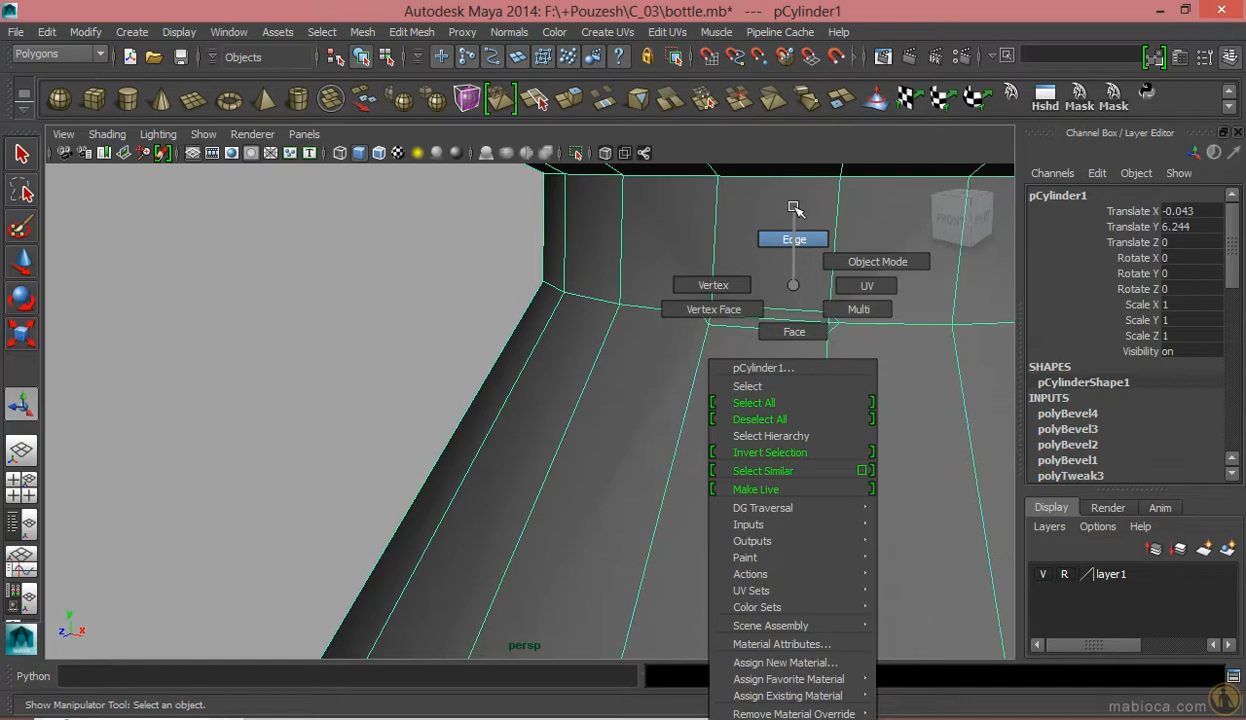 Autodesk Maya 2014: F:\+Pouzesh\C_03\bottle.mb* --- pCylinder1
File Edit Modify Create Display Window Assets Select Mesh Edit Mesh Proxy Normals Color Create UVs Edit UVs Muscle Pipeline Cache Help
Polygons Objects
Hshd Mask Mask
View Shading Lighting Show Renderer Panels
Channel Box / Layer Editor
Channels Edit Object Show
pCylinder1
Translate X -0.043
Translate Y 6.244
Translate Z 0
Rotate X 0
Rotate Y 0
Rotate Z 0
Scale X 1
Scale Y 1
Scale Z 1
Visibility on
SHAPES
pCylinderShape1
INPUTS
polyBevel4
polyBevel3
polyBevel2
polyBevel1
polyTweak3
Display Render Anim
Layers Options Help
V R layer1
FRONT
Edge
Object Mode
Vertex UV
Vertex Face Multi
Face
pCylinder1...
Select
Select All
Deselect All
Select Hierarchy
Invert Selection
Select Similar
Make Live
DG Traversal
Inputs
Outputs
Paint
Actions
UV Sets
Color Sets
Scene Assembly
Material Attributes...
Assign New Material...
Assign Favorite Material
Assign Existing Material
Remove Material Override
persp
y
z x
Python
Show Manipulator Tool: Select an object.
mabioca.com